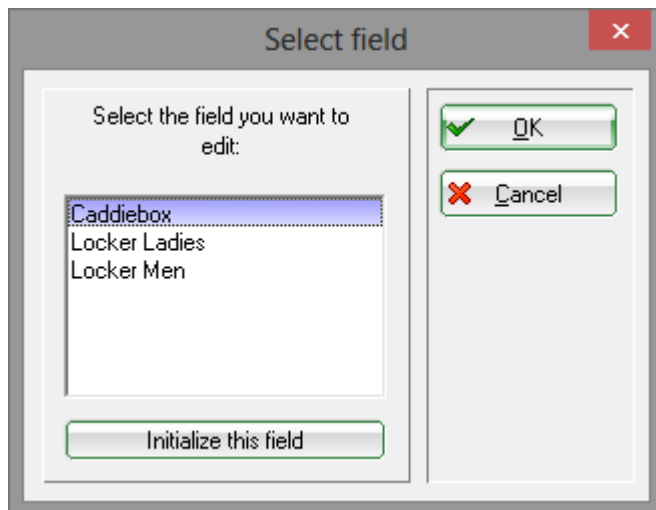 Select field
Select the field you want to
edit:
Caddiebox
Locker Ladies
Locker Men
Initialize this field
OK
Cancel